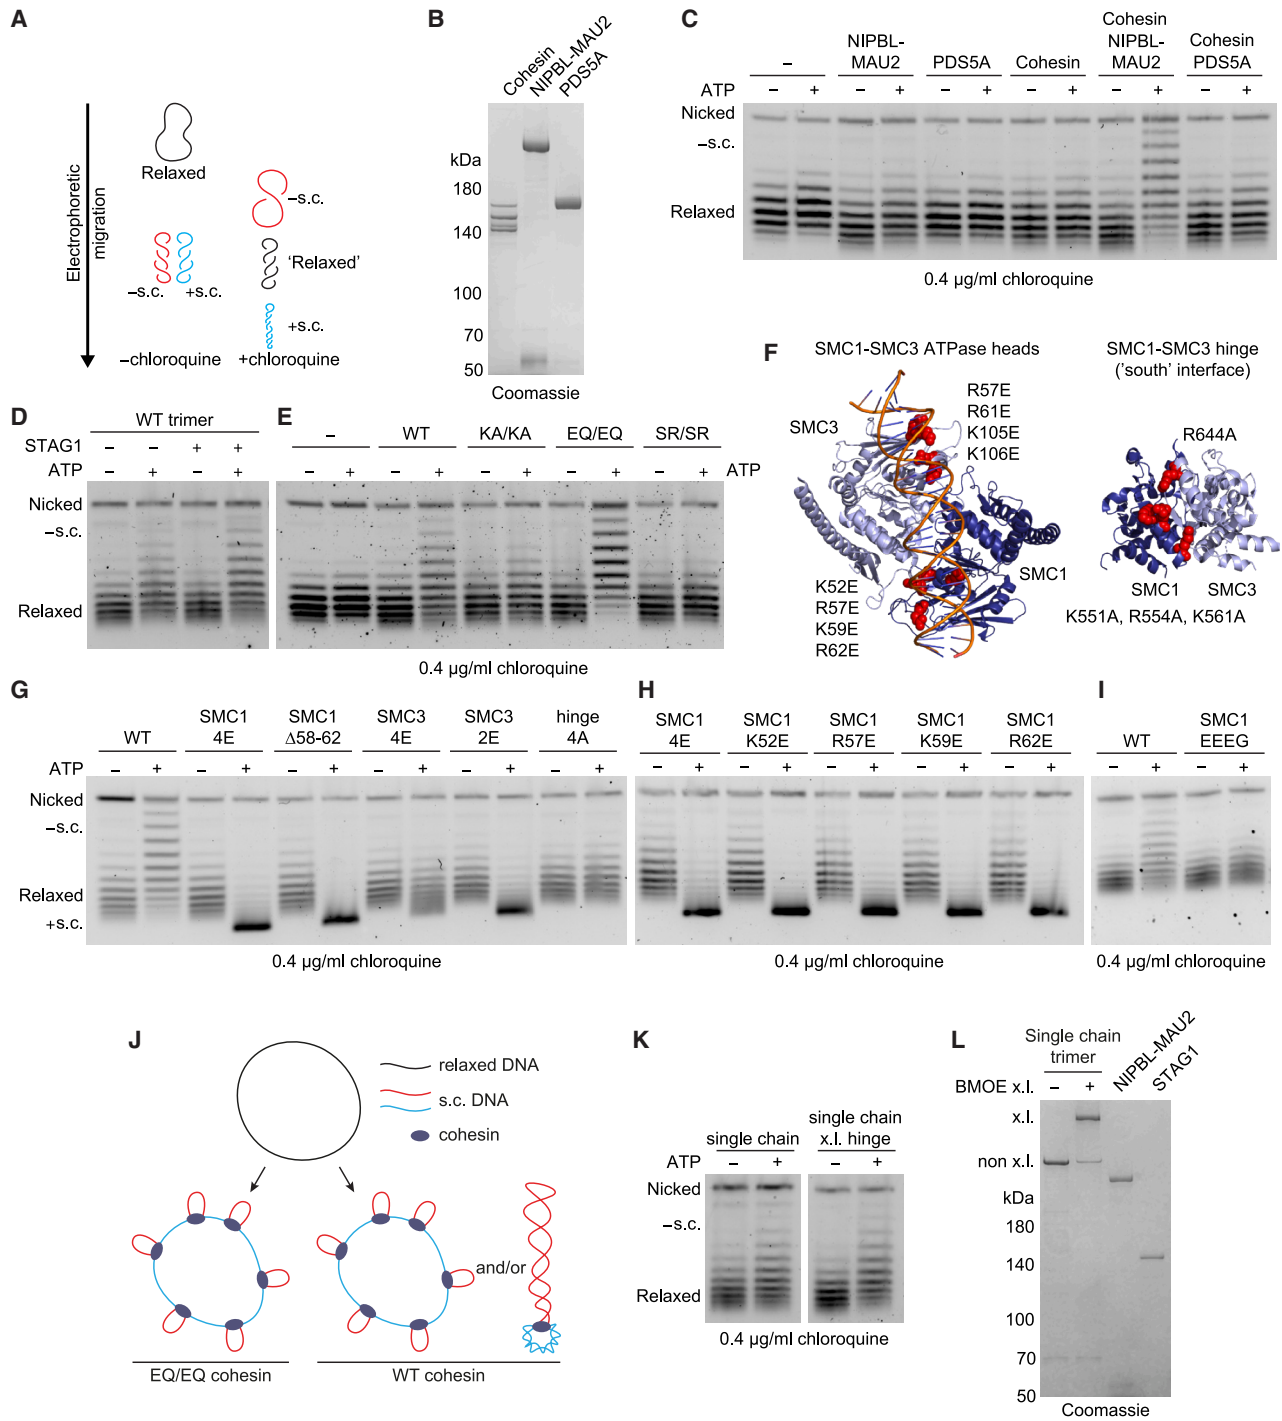 A
Electrophoretic
migration
Relaxed
–s.c.
+s.c.
–chloroquine
–s.c.
'Relaxed'
+s.c.
+chloroquine
B
Cohesin
NIPBL-MAU2
PDS5A
kDa
180
140
100
70
50
Coomassie
C
– NIPBL-MAU2 PDS5A Cohesin Cohesin NIPBL-MAU2 Cohesin PDS5A
ATP – + – + – + – + – + – +
Nicked
–s.c.
Relaxed
0.4 µg/ml chloroquine
D
WT trimer
STAG1 – – + +
ATP – + – +
Nicked
–s.c.
Relaxed
E
– WT KA/KA EQ/EQ SR/SR
– + – + – + – + – + ATP
0.4 µg/ml chloroquine
F
SMC1-SMC3 ATPase heads
SMC3
R57E
R61E
K105E
K106E
SMC1
K52E
R57E
K59E
R62E
SMC1-SMC3 hinge
('south' interface)
R644A
SMC1 SMC3
K551A, R554A, K561A
G
WT SMC1 4E SMC1 Δ58-62 SMC3 4E SMC3 2E hinge 4A
ATP – + – + – + – + – + – +
Nicked
–s.c.
Relaxed
+s.c.
0.4 µg/ml chloroquine
H
SMC1 4E SMC1 K52E SMC1 R57E SMC1 K59E SMC1 R62E
– + – + – + – + – +
0.4 µg/ml chloroquine
I
WT SMC1 EEEG
– + – +
0.4 µg/ml chloroquine
J
relaxed DNA
s.c. DNA
cohesin
and/or
EQ/EQ cohesin
WT cohesin
K
single chain
single chain
x.l. hinge
ATP – + – +
Nicked
–s.c.
Relaxed
0.4 µg/ml chloroquine
L
Single chain
trimer
NIPBL-MAU2
STAG1
BMOE x.l. – +
x.l.
non x.l.
kDa
180
140
100
70
50
Coomassie